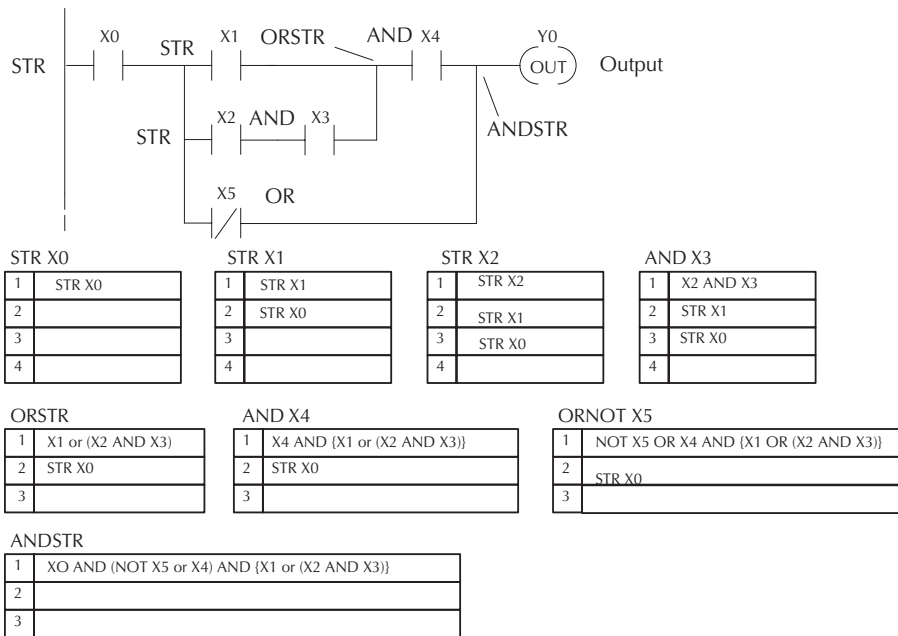 X0 STR X1 ORSTR AND X4 Y0
STR OUT Output
X2 AND X3 ANDSTR
STR
X5 OR
STR X0
1 STR X0
2
3
4
STR X1
1 STR X1
2 STR X0
3
4
STR X2
1 STR X2
2 STR X1
3 STR X0
4
AND X3
1 X2 AND X3
2 STR X1
3 STR X0
4
ORSTR
1 X1 or (X2 AND X3)
2 STR X0
3
AND X4
1 X4 AND {X1 or (X2 AND X3)}
2 STR X0
3
ORNOT X5
1 NOT X5 OR X4 AND {X1 OR (X2 AND X3)}
2 STR X0
3
ANDSTR
1 XO AND (NOT X5 or X4) AND {X1 or (X2 AND X3)}
2
3